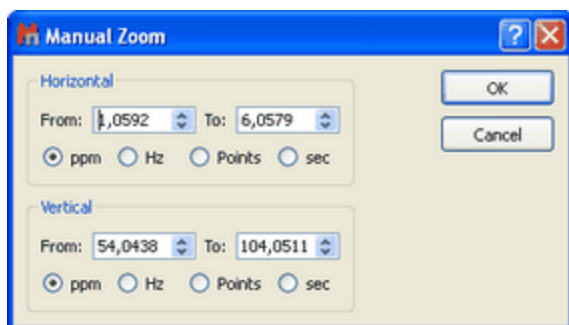 Manual Zoom
Horizontal
From: 1,0592 To: 6,0579
ppm Hz Points sec
Vertical
From: 54,0438 To: 104,0511
ppm Hz Points sec
OK
Cancel